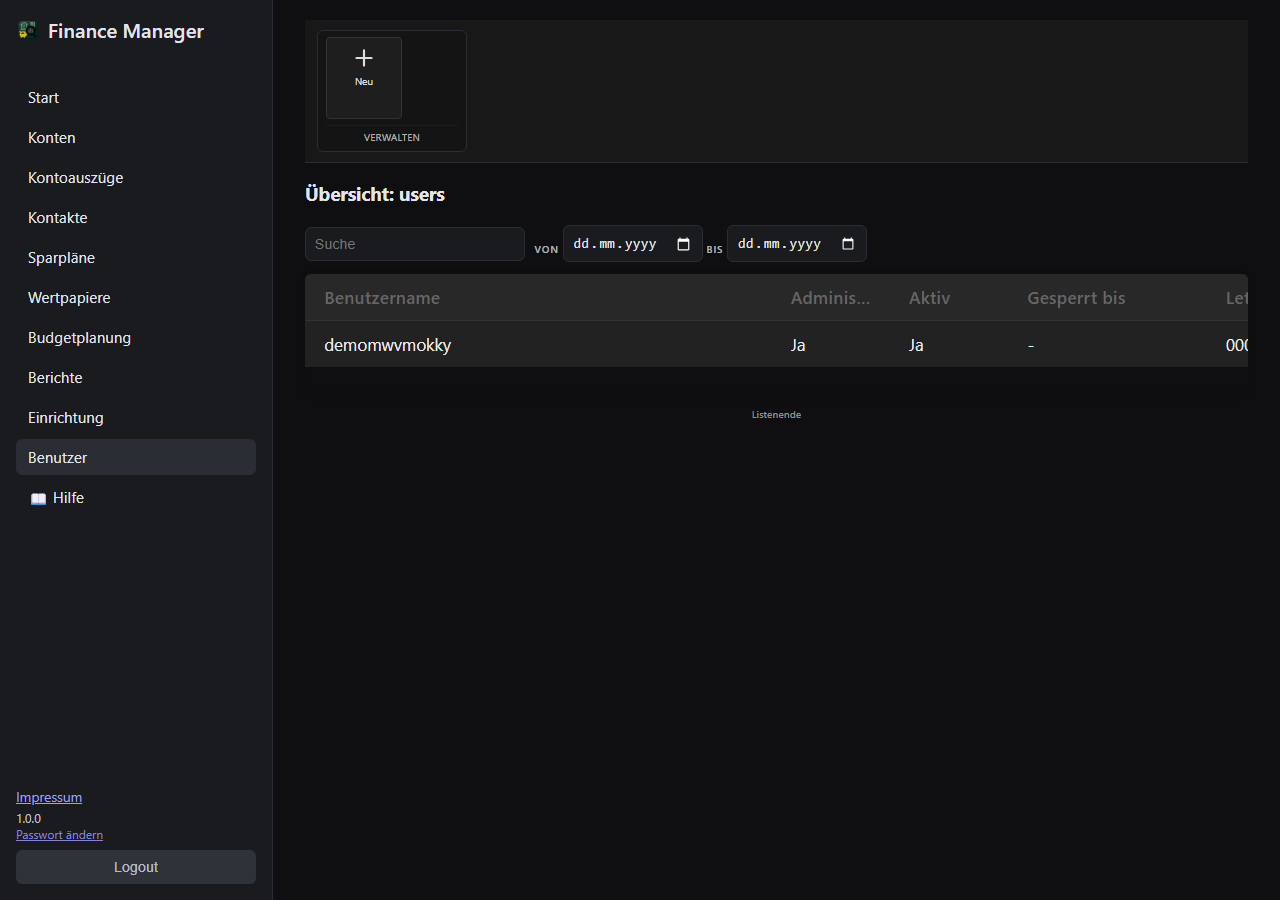 Finance Manager
Start
Konten
Kontoauszüge
Kontakte
Sparpläne
Wertpapiere
Budgetplanung
Berichte
Einrichtung
Benutzer
Hilfe
Impressum
1.0.0
Passwort ändern
Logout
Neu
VERWALTEN
Übersicht: users
Suche VON dd.mm.yyyy BIS dd.mm.yyyy
Benutzername Adminis... Aktiv Gesperrt bis Let
demomwvmokky Ja Ja - 000
Listenende